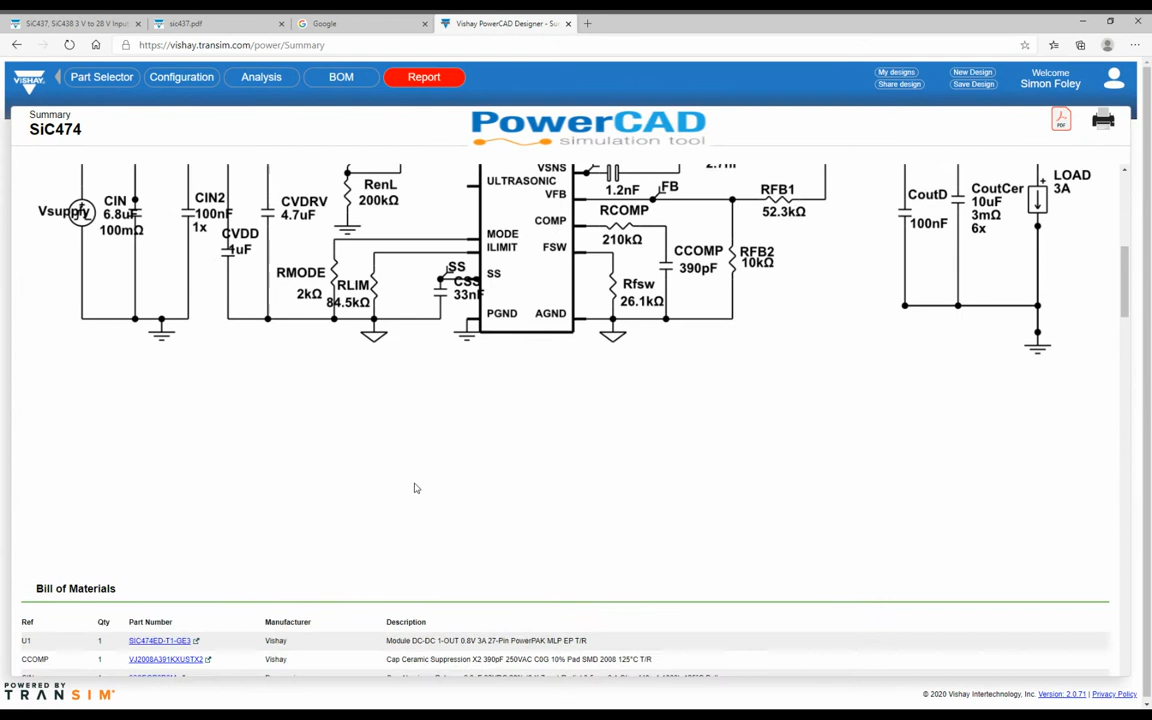 SiC437, SiC438 3 V to 28 V Input
sic437.pdf
Google
Vishay PowerCAD Designer - Su
https://vishay.transim.com/power/Summary
VISHAY
Part Selector
Configuration
Analysis
BOM
Report
My designs
Share design
New Design
Save Design
Welcome
Simon Foley
Summary
SiC474
PowerCAD
simulation tool
PDF
Vsupply
CIN
6.8uF
100mΩ
CIN2
100nF
1x
CVDD
1uF
CVDRV
4.7uF
RenL
200kΩ
RMODE
2kΩ
RLIM
84.5kΩ
SS
CSS
33nF
VSNS
ULTRASONIC
VFB
COMP
MODE
ILIMIT
FSW
SS
PGND
AGND
1.2nF
FB
RCOMP
210kΩ
CCOMP
390pF
Rfsw
26.1kΩ
RFB1
52.3kΩ
RFB2
10kΩ
CoutD
100nF
CoutCer
10uF
3mΩ
6x
LOAD
3A
Bill of Materials
Ref Qty Part Number Manufacturer Description
U1 1 SIC474ED-T1-GE3 Vishay Module DC-DC 1-OUT 0.8V 3A 27-Pin PowerPAK MLP EP T/R
CCOMP 1 VJ2008A391KXUSTX2 Vishay Cap Ceramic Suppression X2 390pF 250VAC C0G 10% Pad SMD 2008 125°C T/R
POWERED BY
TRANSIM
© 2020 Vishay Intertechnology, Inc. Version: 2.0.71 | Privacy Policy